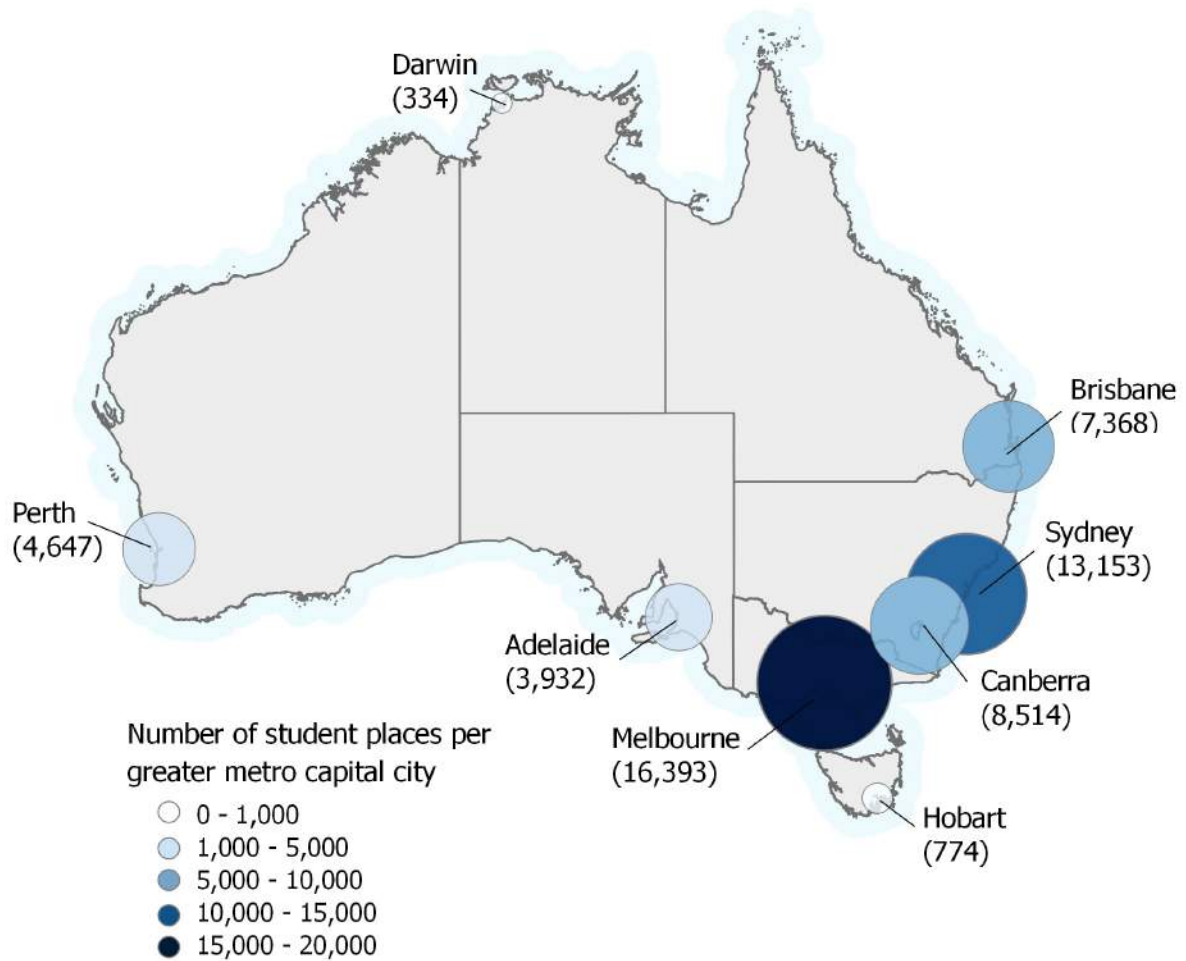 Darwin
(334)
Brisbane
(7,368)
Perth
(4,647)
Sydney
(13,153)
Adelaide
(3,932)
Canberra
(8,514)
Melbourne
(16,393)
Hobart
(774)
Number of student places per
greater metro capital city
0 - 1,000
1,000 - 5,000
5,000 - 10,000
10,000 - 15,000
15,000 - 20,000